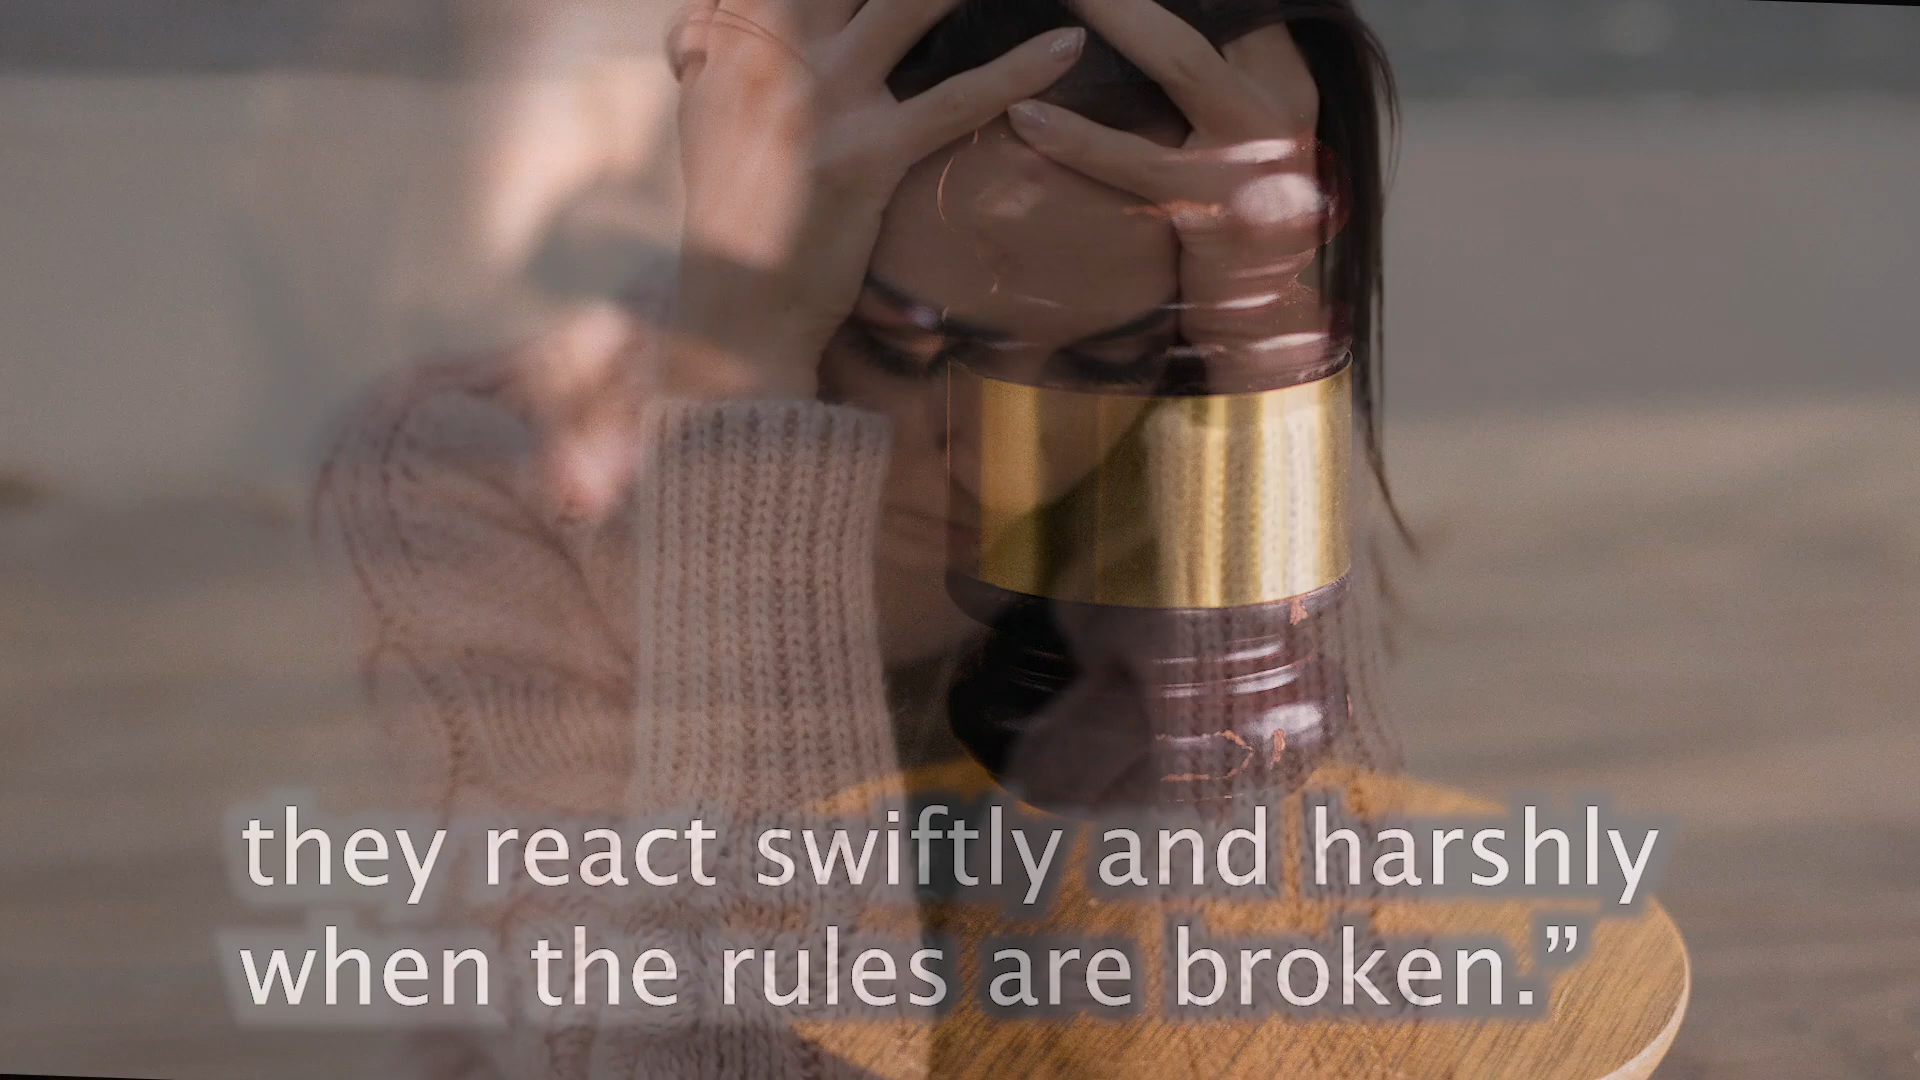 they react swiftly and harshly
when the rules are broken.”